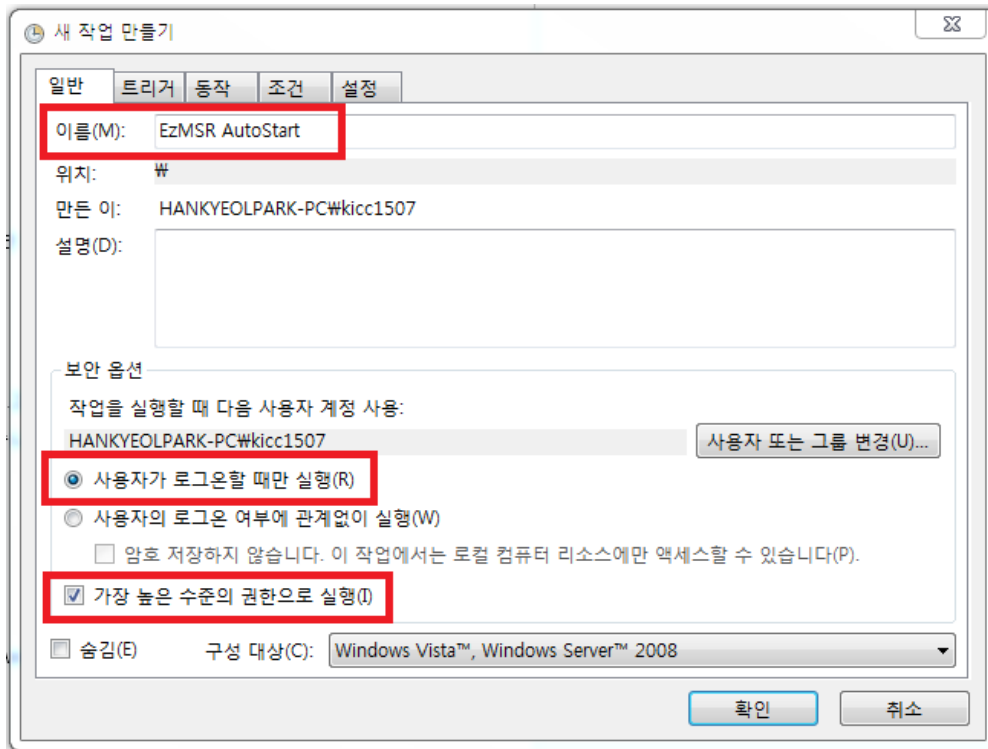 새 작업 만들기
일반 트리거 동작 조건 설정
이름(M): EzMSR AutoStart
위치: ₩
만든 이: HANKYEOLPARK-PC₩kicc1507
설명(D):
보안 옵션
작업을 실행할 때 다음 사용자 계정 사용:
HANKYEOLPARK-PC₩kicc1507 사용자 또는 그룹 변경(U)...
사용자가 로그온할 때만 실행(R)
사용자의 로그온 여부에 관계없이 실행(W)
암호 저장하지 않습니다. 이 작업에서는 로컬 컴퓨터 리소스에만 액세스할 수 있습니다(P).
가장 높은 수준의 권한으로 실행(I)
숨김(E) 구성 대상(C): Windows Vista™, Windows Server™ 2008
확인 취소